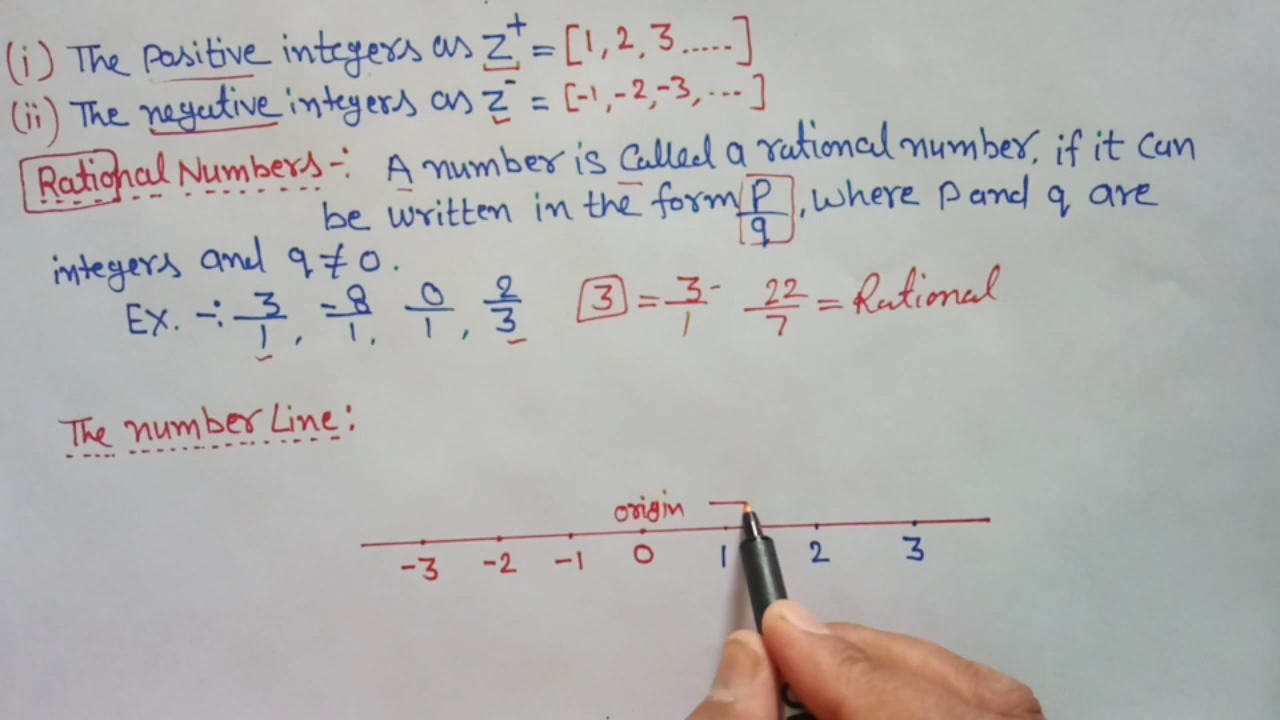 (i) The positive integers as Z⁺ = [1, 2, 3.....]
(ii) The negative integers as Z⁻ = [-1, -2, -3, ...]
Rational Numbers -: A number is called a rational number, if it can
be written in the form p/q, where p and q are
integers and q ≠ 0.
Ex. -: 3/1, -8/1, 0/1, 2/3 3 = 3/1 22/7 = Rational
The number Line:
origin
-3 -2 -1 0 1 2 3